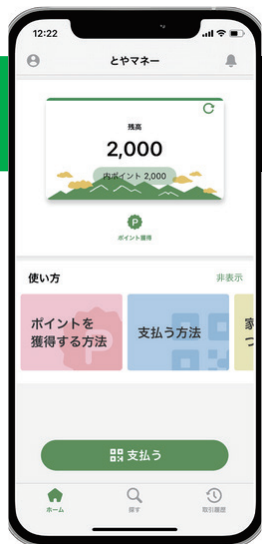 12:22
とやマネー
残高
2,000
内ポイント 2,000
P
ポイント獲得
使い方
非表示
ポイントを
獲得する方法
支払う方法
支払う
ホーム
探す
取引履歴